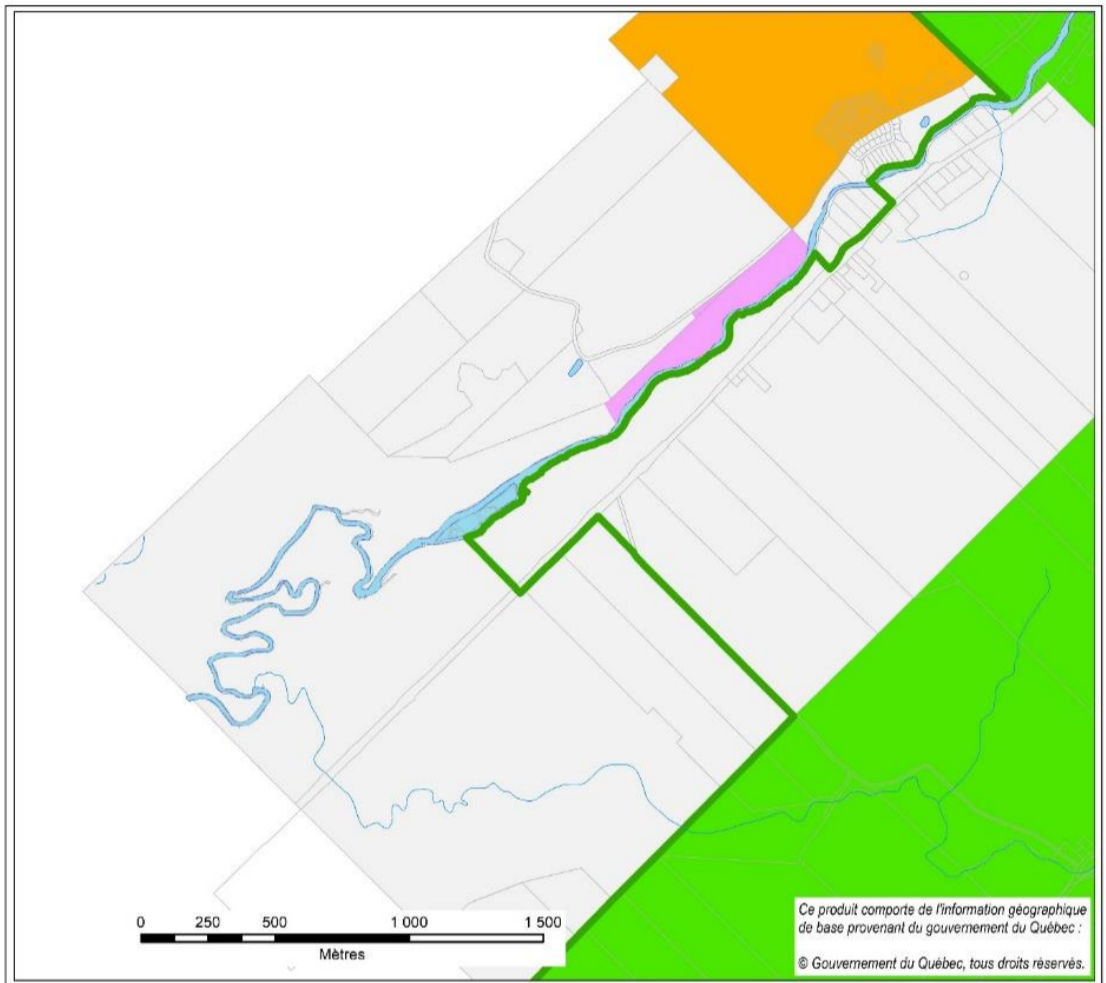 0 250 500 1 000 1 500
Mètres
Ce produit comporte de l'information géographique
de base provenant du gouvernement du Québec :
© Gouvernement du Québec, tous droits réservés.